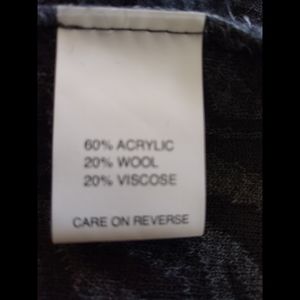 60% ACRYLIC
20% WOOL
20% VISCOSE
CARE ON REVERSE